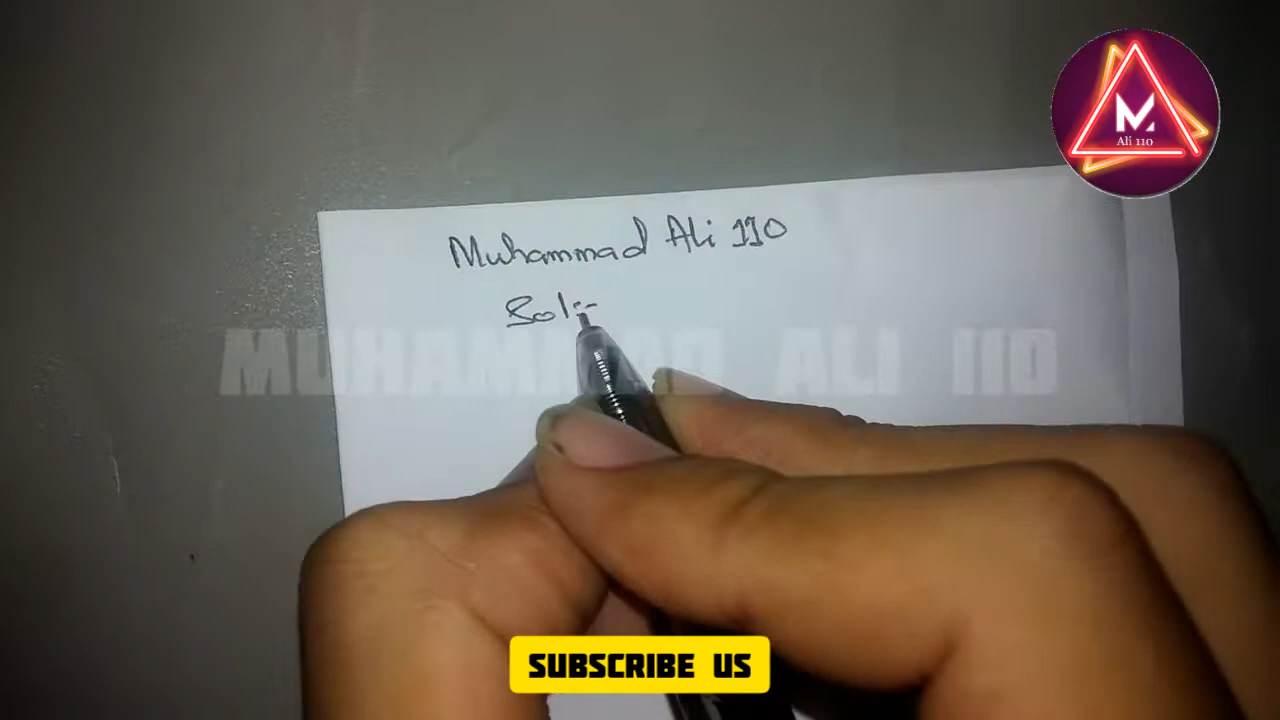 M
Ali 110
Muhammad Ali 110
Sol:-
MUHAMMAD ALI 110
SUBSCRIBE US